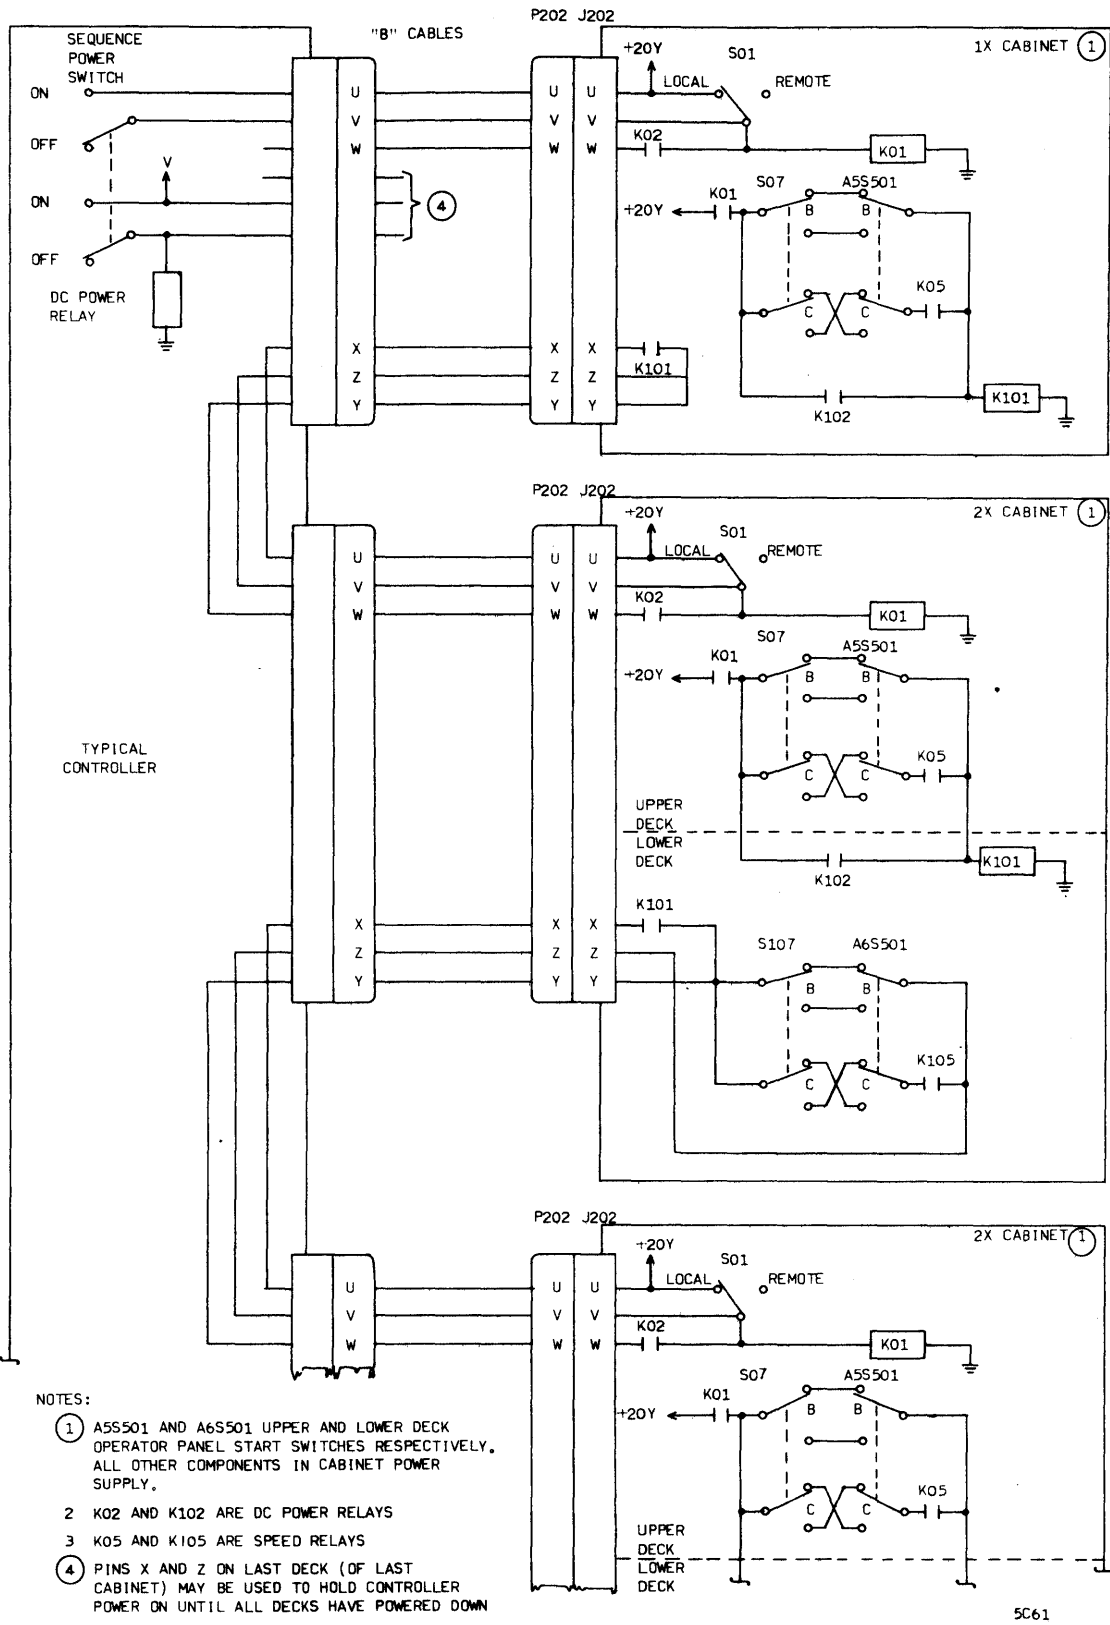 P202 J202
"B" CABLES
SEQUENCE
POWER
SWITCH
ON
OFF
ON
OFF
V
DC POWER
RELAY
4
U U U
V V V
W W W
X X X
Z Z Z
Y Y Y
+20Y
S01
1X CABINET 1
LOCAL
REMOTE
K02
K01
S07
A5S501
K01
+20Y
B B
K05
C C
K101
K102
K101
P202 J202
+20Y
2X CABINET 1
S01
LOCAL
REMOTE
U U U
V V V
K02
W W W
K01
S07
A5S501
K01
+20Y
B B
K05
C C
TYPICAL
CONTROLLER
UPPER
DECK
LOWER
DECK
K101
K102
K101
X X X
Z Z Z
Y Y Y
S107
A6S501
B B
K105
C C
P202 J202
2X CABINET 1
+20Y
S01
LOCAL
REMOTE
U U U
V V V
K02
W W W
K01
S07
A5S501
K01
+20Y
B B
K05
C C
UPPER
DECK
LOWER
DECK
NOTES:
1 A5S501 AND A6S501 UPPER AND LOWER DECK
OPERATOR PANEL START SWITCHES RESPECTIVELY.
ALL OTHER COMPONENTS IN CABINET POWER
SUPPLY.
2 K02 AND K102 ARE DC POWER RELAYS
3 K05 AND K105 ARE SPEED RELAYS
4 PINS X AND Z ON LAST DECK (OF LAST
CABINET) MAY BE USED TO HOLD CONTROLLER
POWER ON UNTIL ALL DECKS HAVE POWERED DOWN
5C61